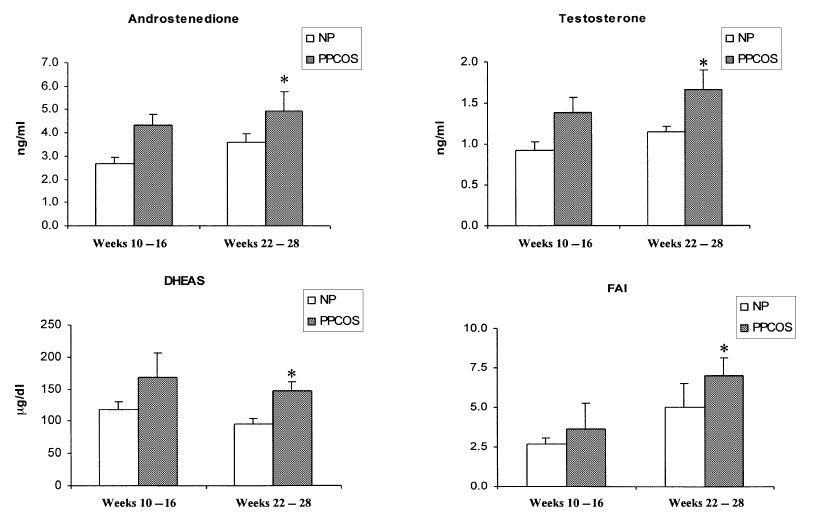 Androstenedione
NP
PPCOS
7.0
6.0
5.0
4.0
3.0
2.0
1.0
0.0
ng/ml
*
Weeks 10 – 16
Weeks 22 – 28
Testosterone
NP
PPCOS
2.0
1.5
1.0
0.5
0.0
ng/ml
*
Weeks 10 – 16
Weeks 22 – 28
DHEAS
NP
PPCOS
250
200
150
100
50
0
µg/dl
*
Weeks 10 – 16
Weeks 22 – 28
FAI
NP
PPCOS
10.0
7.5
5.0
2.5
0.0
*
Weeks 10 – 16
Weeks 22 – 28